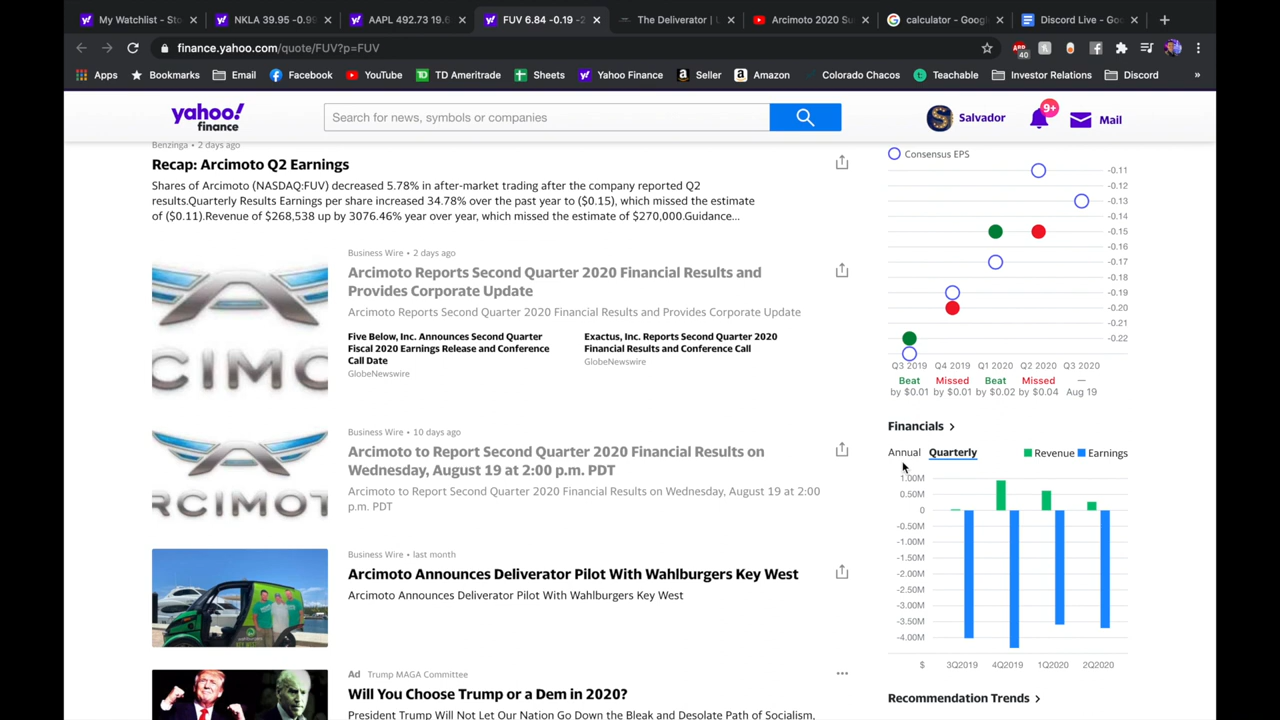 My Watchlist - Sto
NKLA 39.95 -0.99
AAPL 492.73 19.6
FUV 6.84 -0.19 -2
The Deliverator | U
Arcimoto 2020 Su
calculator - Googl
Discord Live - Goo
finance.yahoo.com/quote/FUV?p=FUV
ABP
40
Apps
Bookmarks
Email
Facebook
YouTube
TD Ameritrade
Sheets
Yahoo Finance
Seller
Amazon
Colorado Chacos
Teachable
Investor Relations
Discord
»
yahoo!
finance
Search for news, symbols or companies
Salvador
9+
Mail
Benzinga • 2 days ago
Recap: Arcimoto Q2 Earnings
Shares of Arcimoto (NASDAQ:FUV) decreased 5.78% in after-market trading after the company reported Q2
results.Quarterly Results Earnings per share increased 34.78% over the past year to ($0.15), which missed the estimate
of ($0.11).Revenue of $268,538 up by 3076.46% year over year, which missed the estimate of $270,000.Guidance...
Business Wire • 2 days ago
Arcimoto Reports Second Quarter 2020 Financial Results and
Provides Corporate Update
Arcimoto Reports Second Quarter 2020 Financial Results and Provides Corporate Update
CIMO
Five Below, Inc. Announces Second Quarter
Fiscal 2020 Earnings Release and Conference
Call Date
GlobeNewswire
Exactus, Inc. Reports Second Quarter 2020
Financial Results and Conference Call
GlobeNewswire
Business Wire • 10 days ago
Arcimoto to Report Second Quarter 2020 Financial Results on
Wednesday, August 19 at 2:00 p.m. PDT
Arcimoto to Report Second Quarter 2020 Financial Results on Wednesday, August 19 at 2:00
p.m. PDT
RCIMOT
Business Wire • last month
Arcimoto Announces Deliverator Pilot With Wahlburgers Key West
Arcimoto Announces Deliverator Pilot With Wahlburgers Key West
Ad Trump MAGA Committee
Will You Choose Trump or a Dem in 2020?
President Trump Will Not Let Our Nation Go Down the Bleak and Desolate Path of Socialism,
Consensus EPS
-0.11
-0.12
-0.13
-0.14
-0.15
-0.16
-0.17
-0.18
-0.19
-0.20
-0.21
-0.22
Q3 2019 Q4 2019 Q1 2020 Q2 2020 Q3 2020
Beat Missed Beat Missed —
by $0.01 by $0.01 by $0.02 by $0.04 Aug 19
Financials
Annual Quarterly Revenue Earnings
1.00M
0.50M
0
-0.50M
-1.00M
-1.50M
-2.00M
-2.50M
-3.00M
-3.50M
-4.00M
$ 3Q2019 4Q2019 1Q2020 2Q2020
Recommendation Trends